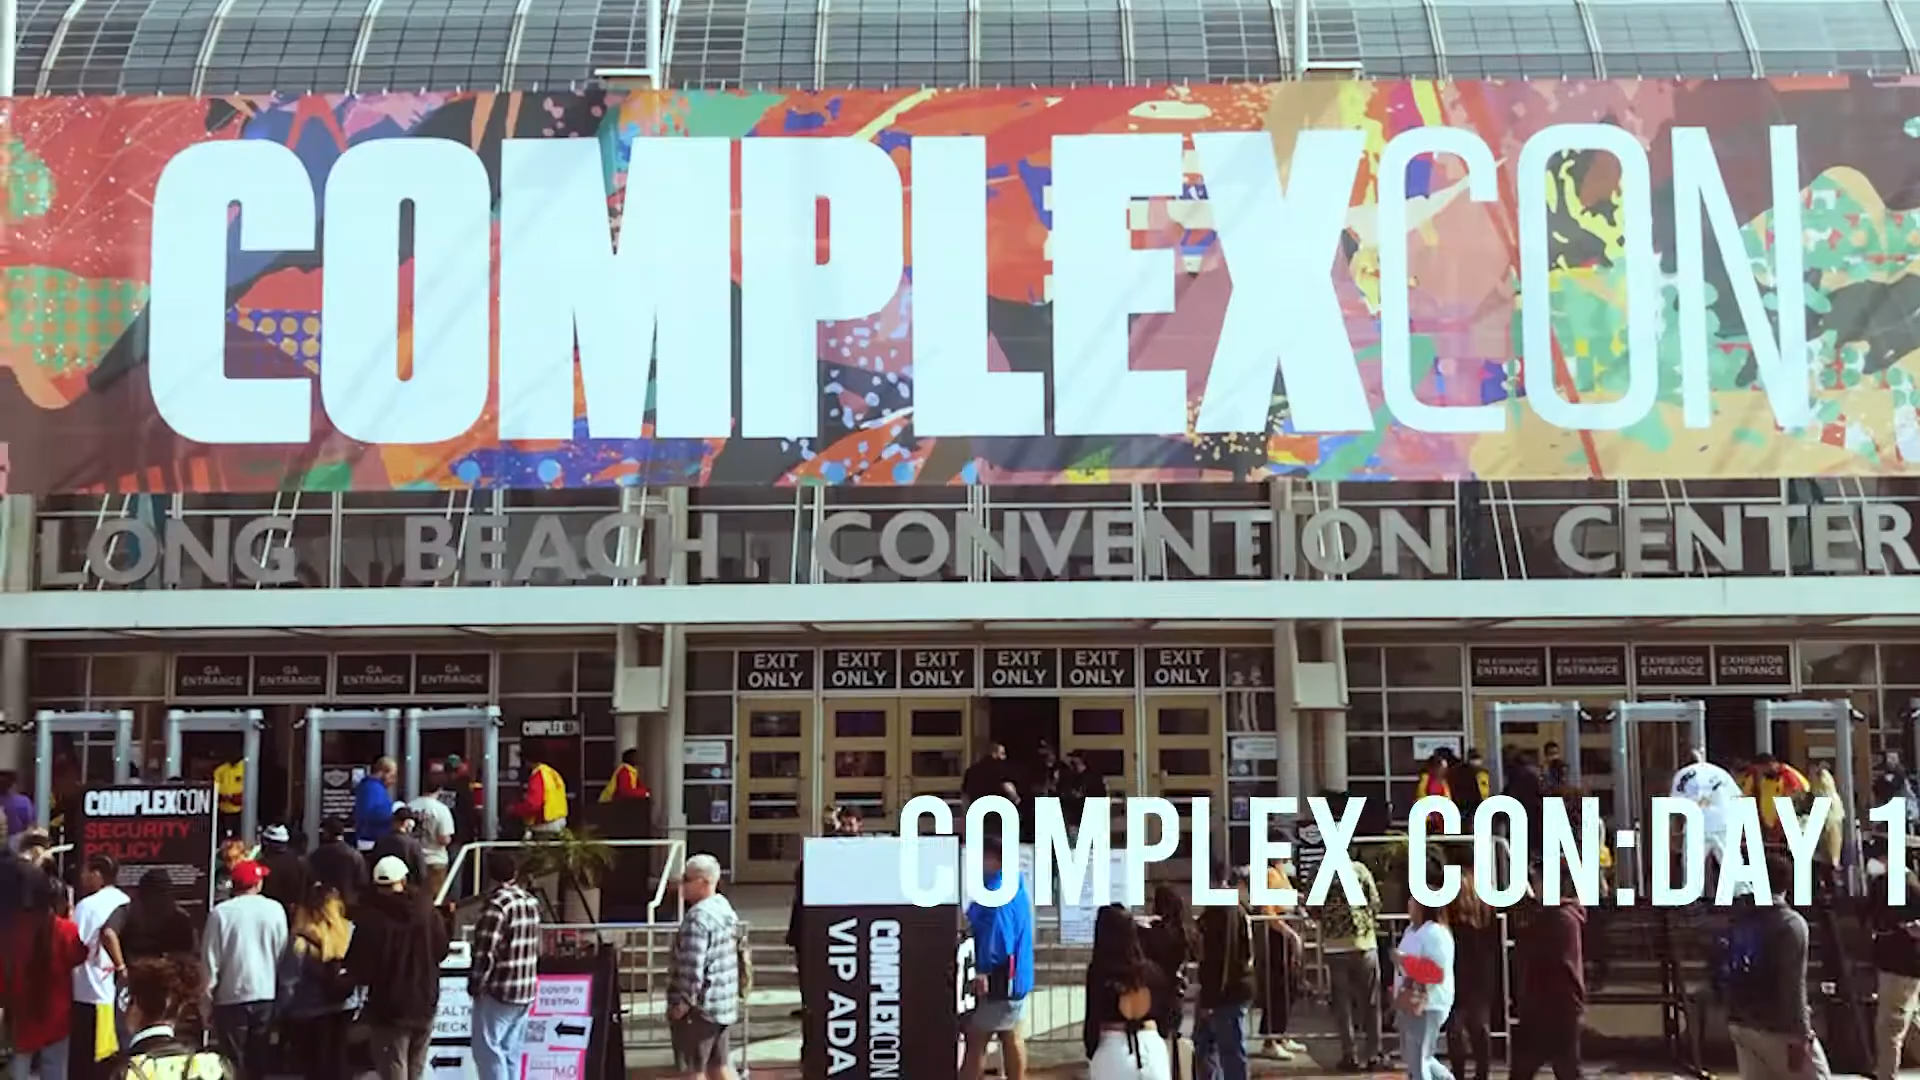 COMPLEXCON
LONG BEACH CONVENTION CENTER
GA ENTRANCE
GA ENTRANCE
GA ENTRANCE
GA ENTRANCE
EXIT ONLY
EXIT ONLY
EXIT ONLY
EXIT ONLY
EXIT ONLY
EXIT ONLY
ENTRANCE
ENTRANCE
EXHIBITOR ENTRANCE
EXHIBITOR ENTRANCE
COMPLEXCON
SECURITY
POLICY
COMPLEX CON:DAY 1
COMPLEXCON
VIP ADA
COVID 19
TESTING